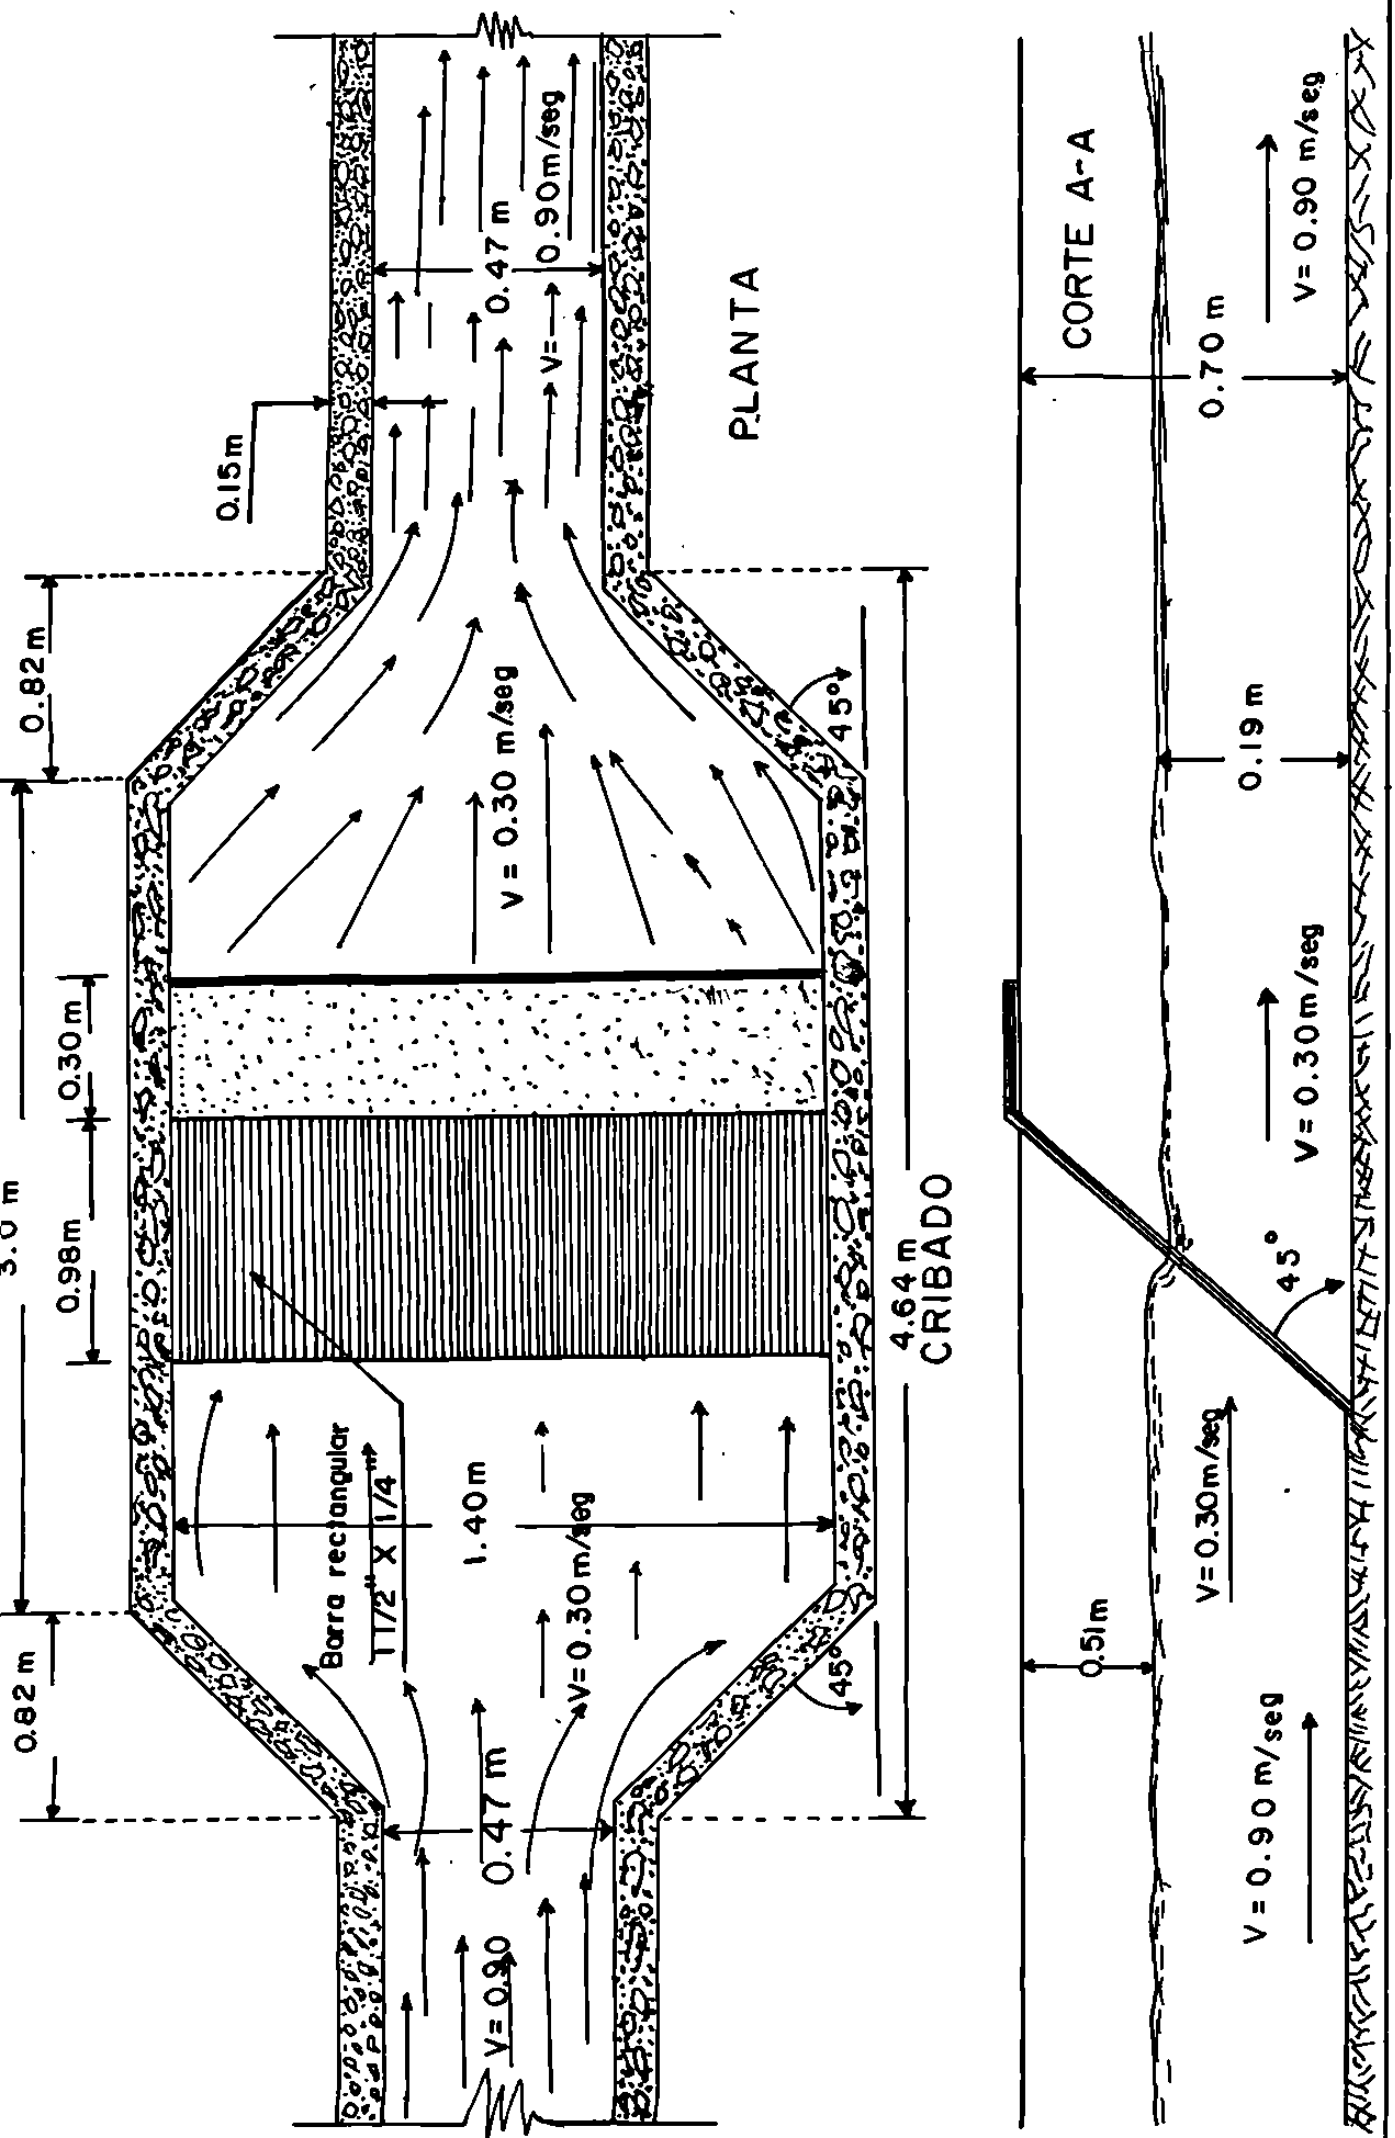 0.82 m
3.0 m
0.82 m
0.98m
0.30m
0.15m
Barra rectangular
1 1/2" X 1/4"
V= 0.90
0.47 m
1.40 m
V=0.30m/seg
V = 0.30 m/seg
0.47 m
V= 0.90m/seg
45°
45°
PLANTA
4.64 m
CRIBADO
CORTE A-A
0.51m
0.70 m
V=0.30m/seg
V = 0.90 m/seg
45°
V = 0.30 m/seg
0.19 m
V= 0.90 m/seg